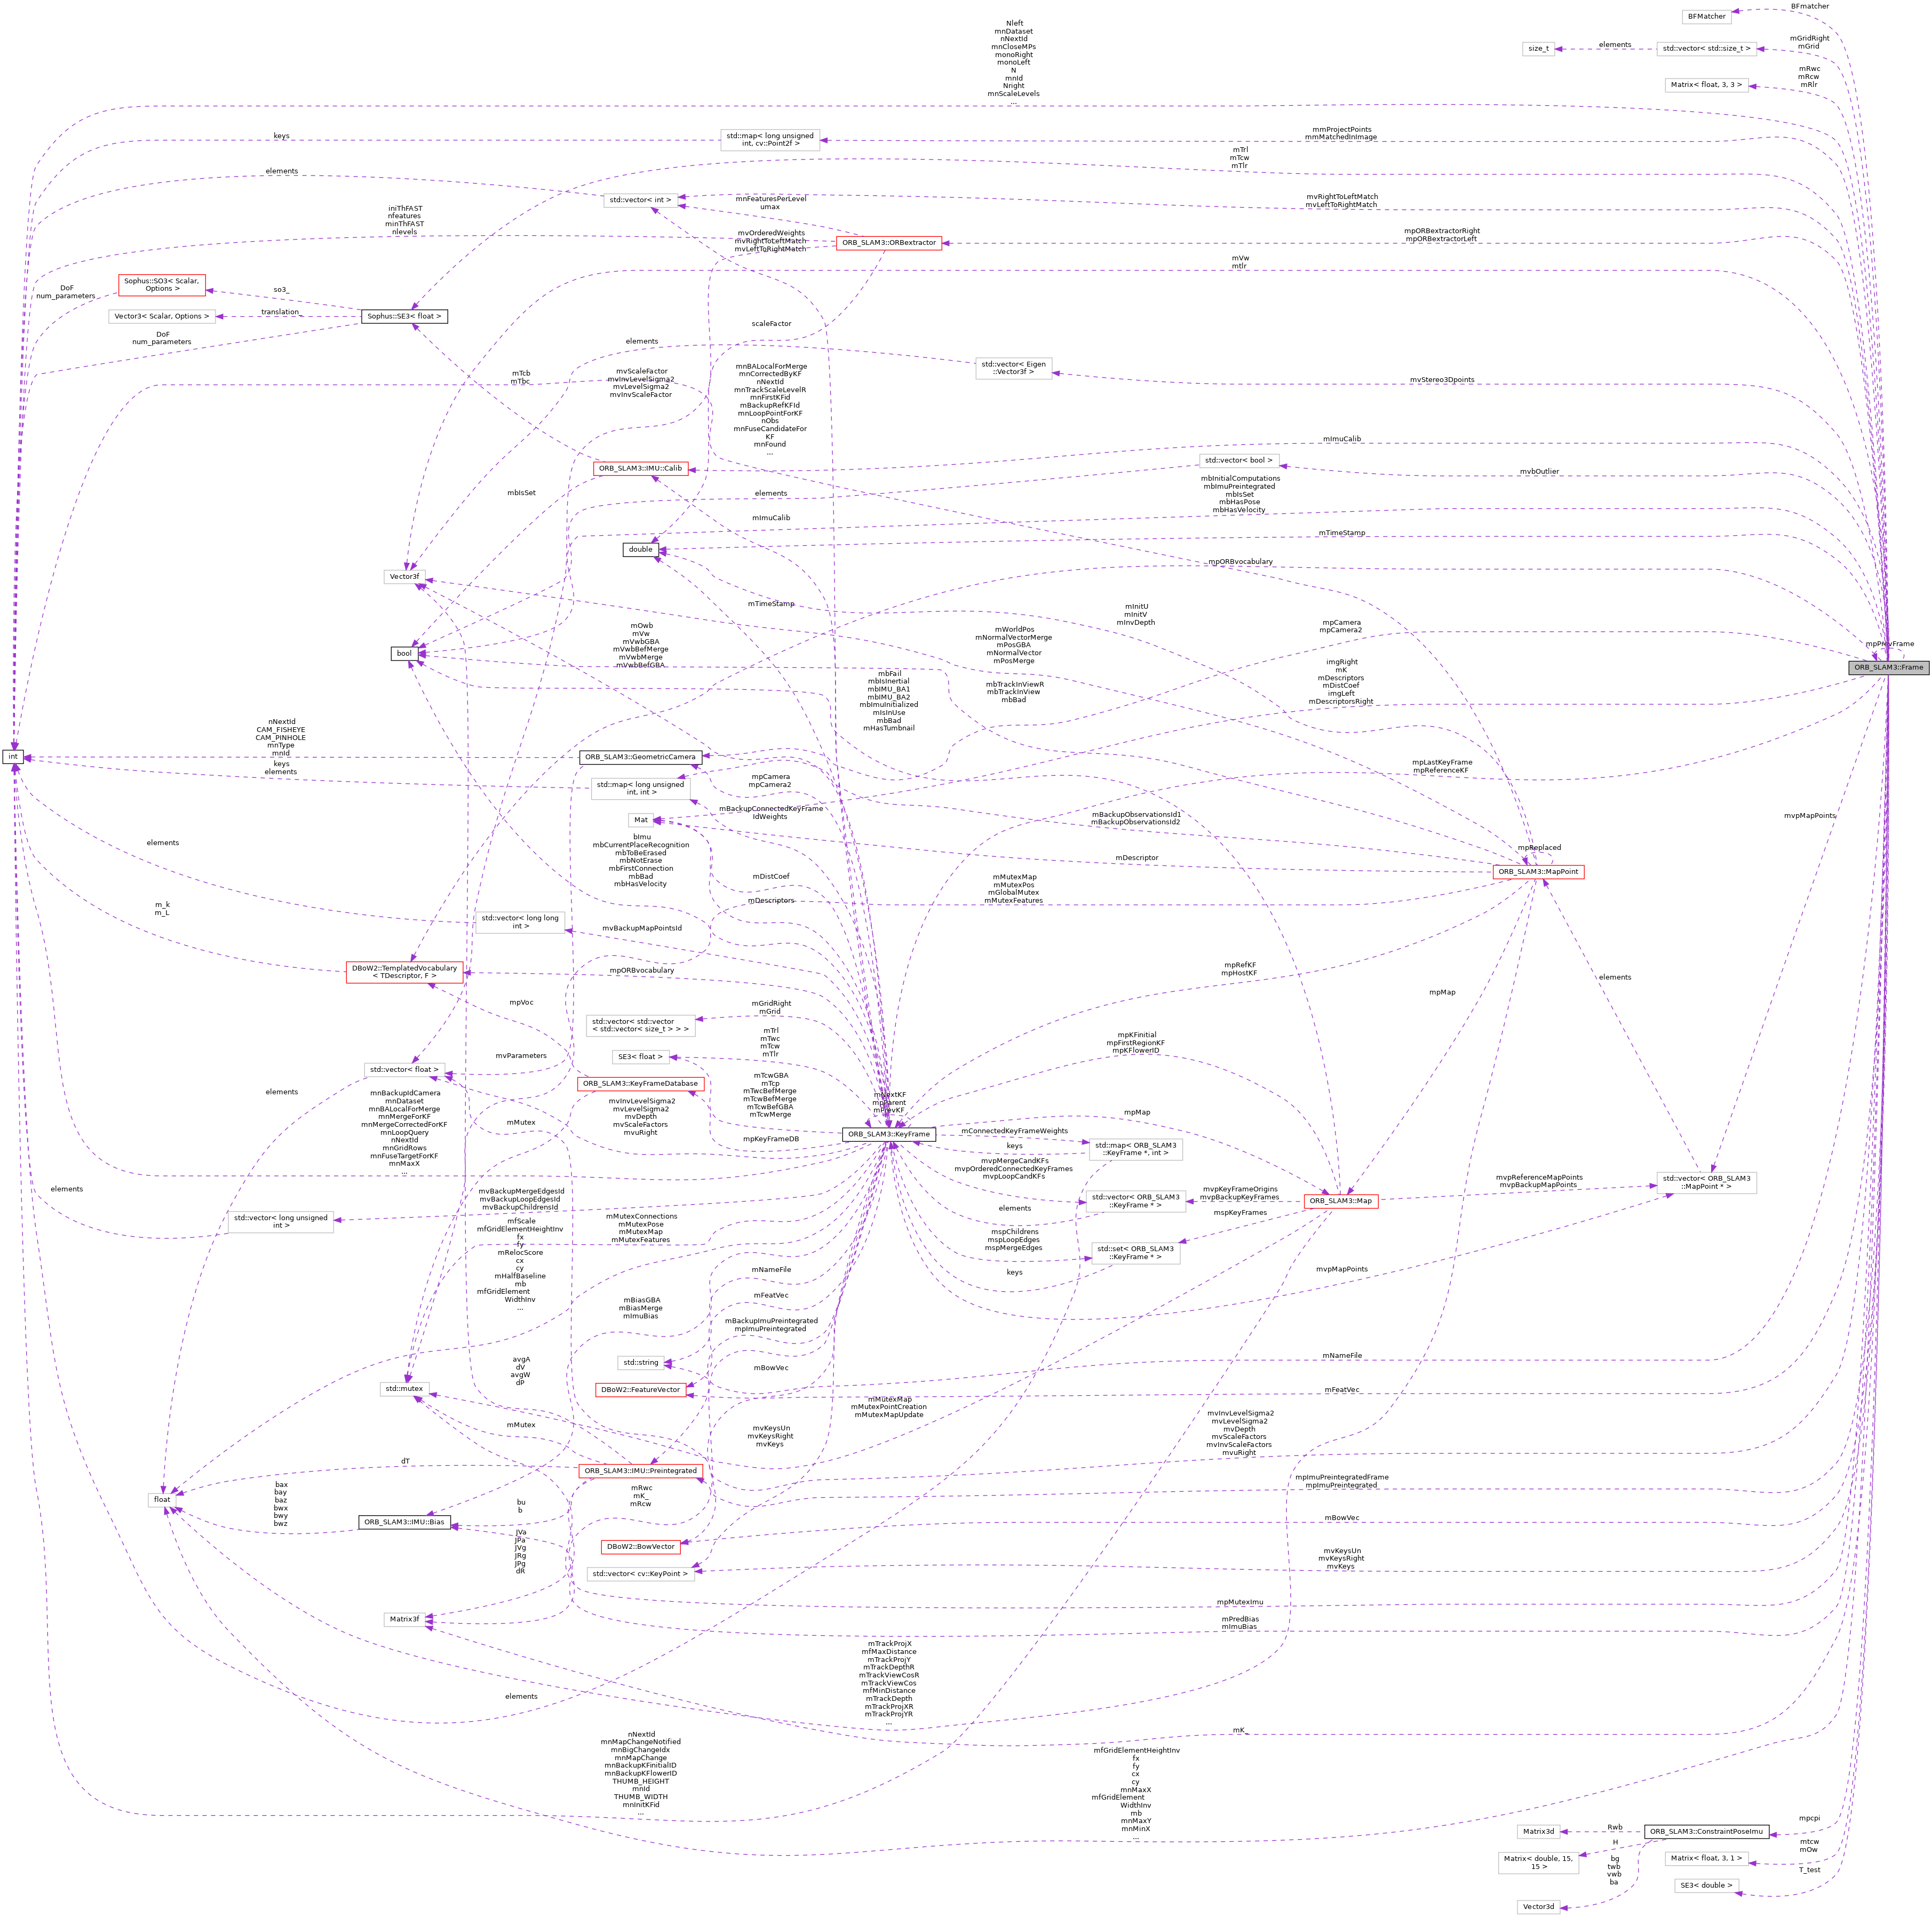 BFMatcher
BFmatcher
size_t
elements
std::vector< std::size_t >
mGridRight
mGrid
Matrix< float, 3, 3 >
mRwc
mRcw
mRlr
Nleft
mnDataset
nNextId
mnCloseMPs
monoRight
monoLeft
N
mnId
Nright
mnScaleLevels
...
keys
std::map< long unsigned
int, cv::Point2f >
mmProjectPoints
mmMatchedInImage
mTrl
mTcw
mTlr
elements
std::vector< int >
mnFeaturesPerLevel
umax
mvRightToLeftMatch
mvLeftToRightMatch
iniThFAST
nfeatures
minThFAST
nlevels
mvOrderedWeights
mvRightToLeftMatch
mvLeftToRightMatch
ORB_SLAM3::ORBextractor
mpORBextractorRight
mpORBextractorLeft
mVw
mtlr
Sophus::SO3< Scalar,
Options >
DoF
num_parameters
so3_
Vector3< Scalar, Options >
translation_
Sophus::SE3< float >
DoF
num_parameters
scaleFactor
elements
std::vector< Eigen
::Vector3f >
mvStereo3Dpoints
mTcb
mTbc
mvScaleFactor
mvInvLevelSigma2
mvLevelSigma2
mvInvScaleFactor
mnBALocalForMerge
mnCorrectedByKF
nNextId
mnTrackScaleLevelR
mnFirstKFid
mBackupRefKFId
mnLoopPointForKF
nObs
mnFuseCandidateFor
KF
mnFound
...
ORB_SLAM3::IMU::Calib
mImuCalib
std::vector< bool >
mvbOutlier
mbIsSet
elements
mbInitialComputations
mbImuPreintegrated
mbIsSet
mbHasPose
mbHasVelocity
mImuCalib
double
mTimeStamp
Vector3f
mpORBvocabulary
mTimeStamp
mInitU
mInitV
mInvDepth
bool
mOwb
mVw
mVwbGBA
mVwbBefMerge
mVwbMerge
mVwbBefGBA
mWorldPos
mNormalVectorMerge
mPosGBA
mNormalVector
mPosMerge
mpCamera
mpCamera2
mpPrevFrame
ORB_SLAM3::Frame
mbFail
mbIsInertial
mbIMU_BA1
mbIMU_BA2
mbImuInitialized
mIsInUse
mbBad
mHasTumbnail
mbTrackInViewR
mbTrackInView
mbBad
imgRight
mK
mDescriptors
mDistCoef
imgLeft
mDescriptorsRight
nNextId
CAM_FISHEYE
CAM_PINHOLE
mnType
mnId
int
ORB_SLAM3::GeometricCamera
keys
elements
std::map< long unsigned
int, int >
mpCamera
mpCamera2
mpLastKeyFrame
mpReferenceKF
Mat
mBackupConnectedKeyFrame
IdWeights
mBackupObservationsId1
mBackupObservationsId2
mvpMapPoints
bImu
mbCurrentPlaceRecognition
mbToBeErased
mbNotErase
mbFirstConnection
mbBad
mbHasVelocity
elements
mDescriptor
mpReplaced
ORB_SLAM3::MapPoint
mDistCoef
mDescriptors
mMutexMap
mMutexPos
mGlobalMutex
mMutexFeatures
m_k
m_L
std::vector< long long
int >
mvBackupMapPointsId
DBoW2::TemplatedVocabulary
< TDescriptor, F >
mpORBvocabulary
mpRefKF
mpHostKF
mpMap
elements
mpVoc
std::vector< std::vector
< std::vector< size_t > > >
mGridRight
mGrid
SE3< float >
mTrl
mTwc
mTcw
mTlr
mpKFinitial
mpFirstRegionKF
mpKFlowerID
mvParameters
std::vector< float >
ORB_SLAM3::KeyFrameDatabase
mTcwGBA
mTcp
mTwcBefMerge
mTcwBefMerge
mTcwBefGBA
mTcwMerge
mNextKF
mpParent
mPrevKF
elements
mnBackupIdCamera
mnDataset
mnBALocalForMerge
mnMergeForKF
mnMergeCorrectedForKF
mnLoopQuery
nNextId
mnGridRows
mnFuseTargetForKF
mnMaxX
...
mMutex
mvInvLevelSigma2
mvLevelSigma2
mvDepth
mvScaleFactors
mvuRight
mpKeyFrameDB
ORB_SLAM3::KeyFrame
mpMap
mConnectedKeyFrameWeights
keys
std::map< ORB_SLAM3
::KeyFrame *, int >
mvpMergeCandKFs
mvpOrderedConnectedKeyFrames
mvpLoopCandKFs
elements
std::vector< ORB_SLAM3
::KeyFrame * >
mvpKeyFrameOrigins
mvpBackupKeyFrames
ORB_SLAM3::Map
mvpReferenceMapPoints
mvpBackupMapPoints
std::vector< ORB_SLAM3
::MapPoint * >
elements
std::vector< long unsigned
int >
mvBackupMergeEdgesId
mvBackupLoopEdgesId
mvBackupChildrensId
mspKeyFrames
mfScale
mfGridElementHeightInv
fx
fy
mRelocScore
cx
cy
mHalfBaseline
mb
mfGridElement
WidthInv
...
mMutexConnections
mMutexPose
mMutexMap
mMutexFeatures
mspChildrens
mspLoopEdges
mspMergeEdges
keys
std::set< ORB_SLAM3
::KeyFrame * >
mNameFile
mvpMapPoints
mBiasGBA
mBiasMerge
mImuBias
mFeatVec
mBackupImuPreintegrated
mpImuPreintegrated
std::string
mNameFile
avgA
dV
avgW
dP
std::mutex
DBoW2::FeatureVector
mBowVec
mFeatVec
mMutexMap
mMutexPointCreation
mMutexMapUpdate
mMutex
mvKeysUn
mvKeysRight
mvKeys
mvInvLevelSigma2
mvLevelSigma2
mvDepth
mvScaleFactors
mvInvScaleFactors
mvuRight
dT
ORB_SLAM3::IMU::Preintegrated
mpImuPreintegratedFrame
mpImuPreintegrated
float
bax
bay
baz
bwx
bwy
bwz
ORB_SLAM3::IMU::Bias
bu
b
mRwc
mK_
mRcw
mBowVec
JVa
JPa
JVg
JRg
JPg
dR
DBoW2::BowVector
std::vector< cv::KeyPoint >
mvKeysUn
mvKeysRight
mvKeys
mpMutexImu
Matrix3f
mPredBias
mImuBias
elements
mTrackProjX
mfMaxDistance
mTrackProjY
mTrackDepthR
mTrackViewCosR
mTrackViewCos
mfMinDistance
mTrackDepth
mTrackProjXR
mTrackProjYR
...
mK_
nNextId
mnMapChangeNotified
mnBigChangeIdx
mnMapChange
mnBackupKFinitialID
mnBackupKFlowerID
THUMB_HEIGHT
mnId
THUMB_WIDTH
mnInitKFid
...
mfGridElementHeightInv
fx
fy
cx
cy
mnMaxX
mfGridElement
WidthInv
mb
mnMaxY
mnMinX
...
Matrix3d
Rwb
ORB_SLAM3::ConstraintPoseImu
mpcpi
H
Matrix< double, 15,
15 >
Matrix< float, 3, 1 >
mtcw
mOw
bg
twb
vwb
ba
SE3< double >
T_test
Vector3d